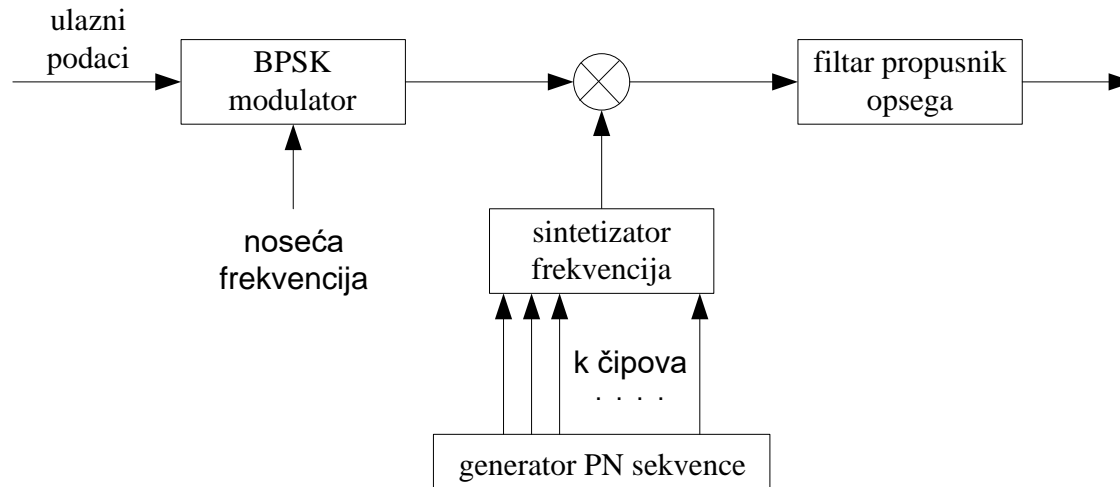 ulazni
podaci
BPSK
modulator
filtar propusnik
opsega
noseća
frekvencija
sintetizator
frekvencija
k čipova
. . . .
generator PN sekvence